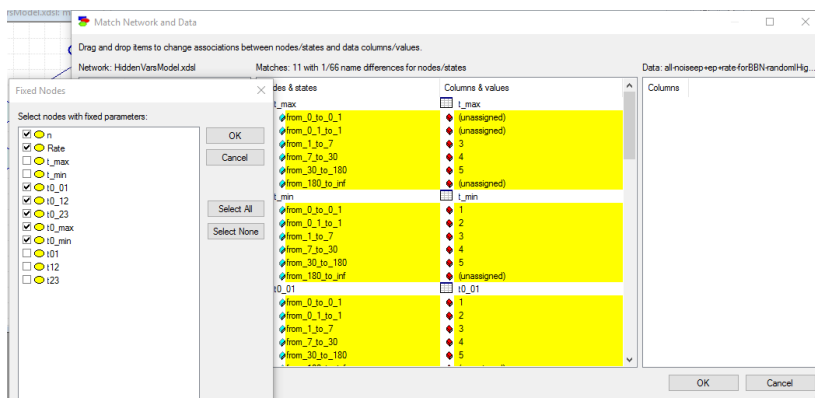 rsModel.xdsl: m
Match Network and Data
Drag and drop items to change associations between nodes/states and data columns/values.
Network: HiddenVarsModel.xdsl
Matches: 11 with 1/66 name differences for nodes/states
Data: all-noiseep+ep+rate-forBBN-random!Hig...
Fixed Nodes
Select nodes with fixed parameters:
n
Rate
t_max
t_min
t0_01
t0_12
t0_23
t0_max
t0_min
t01
t12
t23
OK
Cancel
Select All
Select None
des & states Columns & values
t_max t_max
from_0_to_0_1 (unassigned)
from_0_1_to_1 (unassigned)
from_1_to_7 3
from_7_to_30 4
from_30_to_180 5
from_180_to_inf (unassigned)
t_min t_min
from_0_to_0_1 1
from_0_1_to_1 2
from_1_to_7 3
from_7_to_30 4
from_30_to_180 5
from_180_to_inf (unassigned)
t0_01 t0_01
from_0_to_0_1 1
from_0_1_to_1 2
from_1_to_7 3
from_7_to_30 4
from_30_to_180 5
Columns
OK Cancel